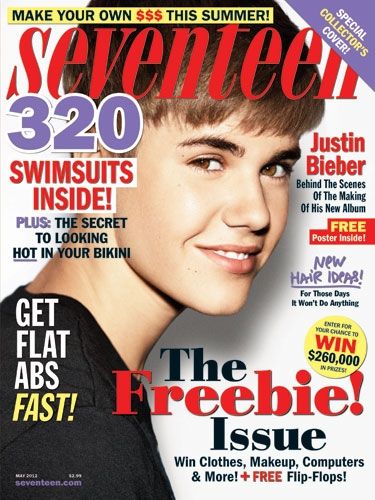 MAKE YOUR OWN $$$ THIS SUMMER!
SPECIAL
COLLECTOR'S
COVER!
seventeen
320
SWIMSUITS
INSIDE!
PLUS: THE SECRET
TO LOOKING
HOT IN YOUR BIKINI
Justin
Bieber
Behind The Scenes
Of The Making
Of His New Album
FREE
Poster Inside!
NEW
HAIR IDEAS!
For Those Days
It Won't Do Anything
GET
FLAT
ABS
FAST!
ENTER FOR
YOUR CHANCE TO
WIN
$260,000
IN PRIZES!
The
Freebie!
Issue
Win Clothes, Makeup, Computers
& More! + FREE Flip-Flops!
MAY 2012 $2.99
seventeen.com